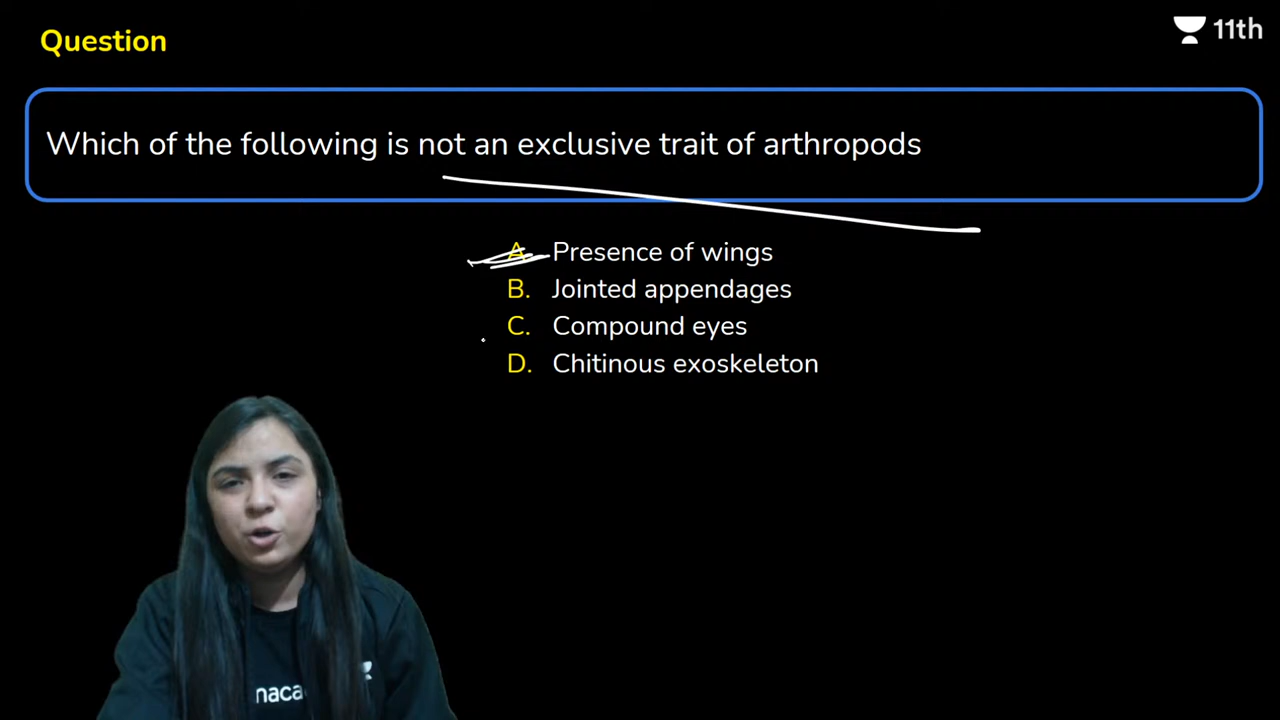 Question
11th
Which of the following is not an exclusive trait of arthropods
A. Presence of wings
B. Jointed appendages
C. Compound eyes
D. Chitinous exoskeleton
naca